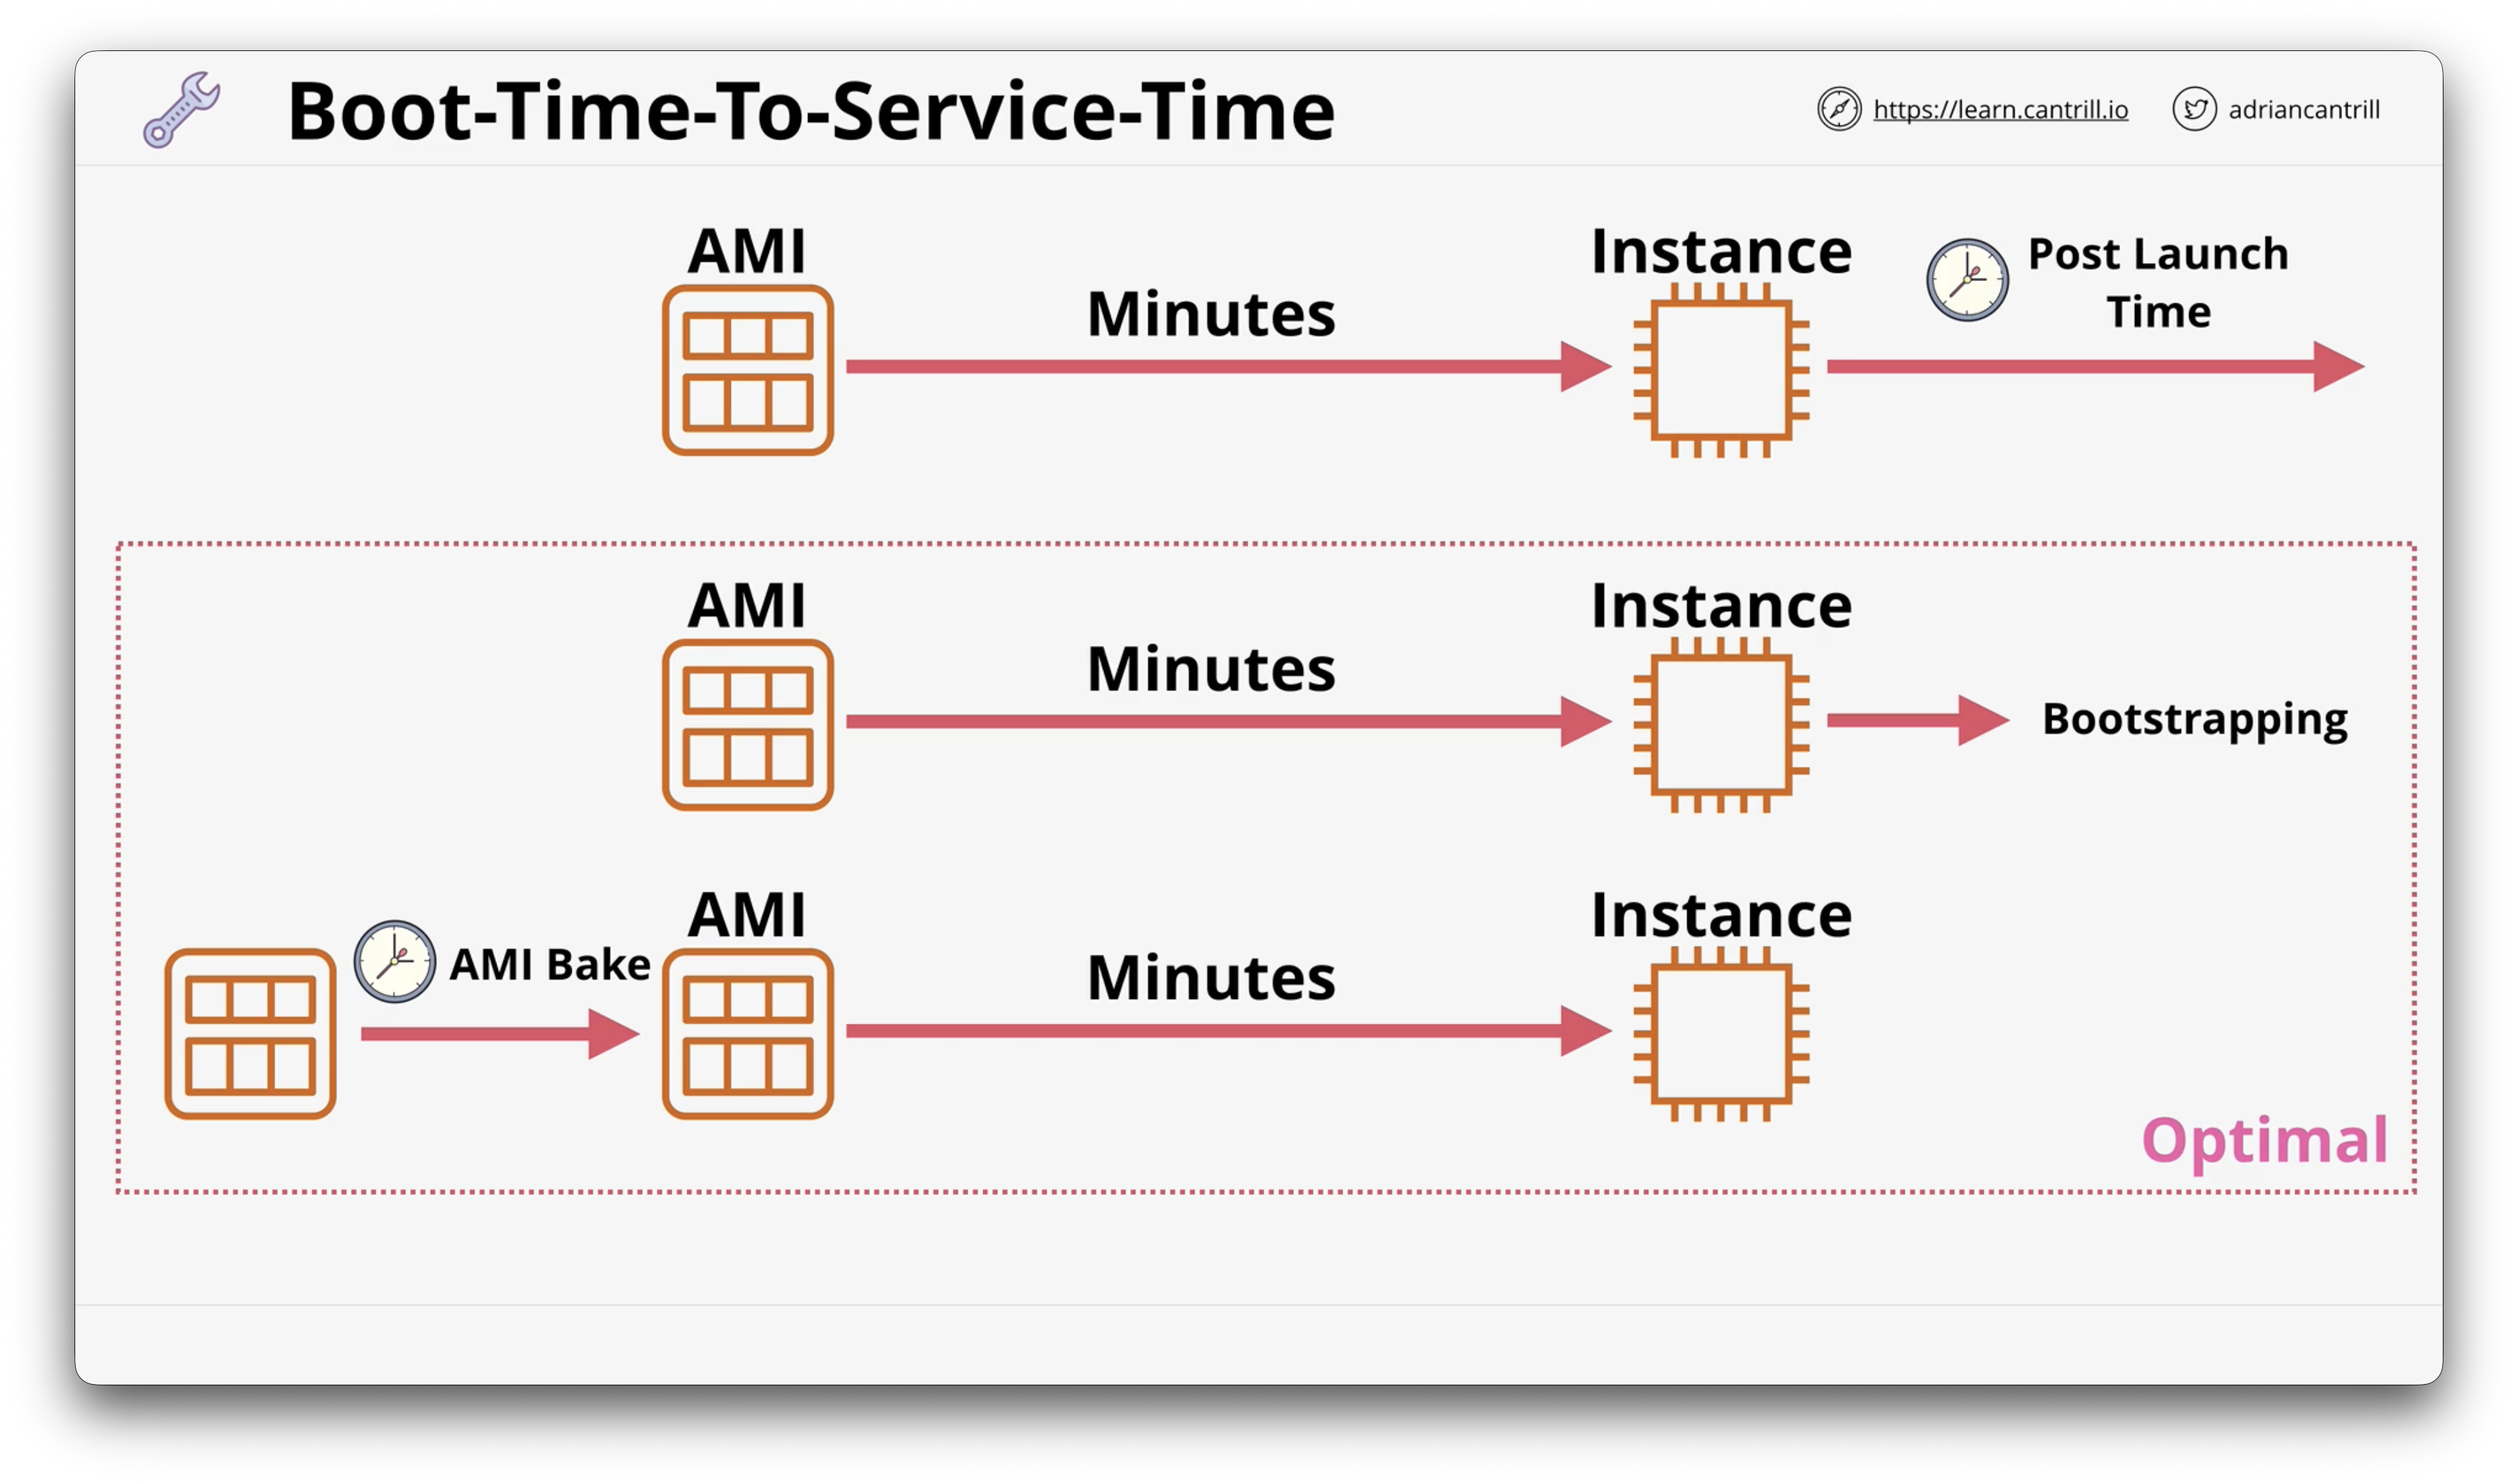 Boot-Time-To-Service-Time
https://learn.cantrill.io
adriancantrill
AMI
Minutes
Instance
Post Launch
Time
AMI
Minutes
Instance
Bootstrapping
AMI Bake
AMI
Minutes
Instance
Optimal